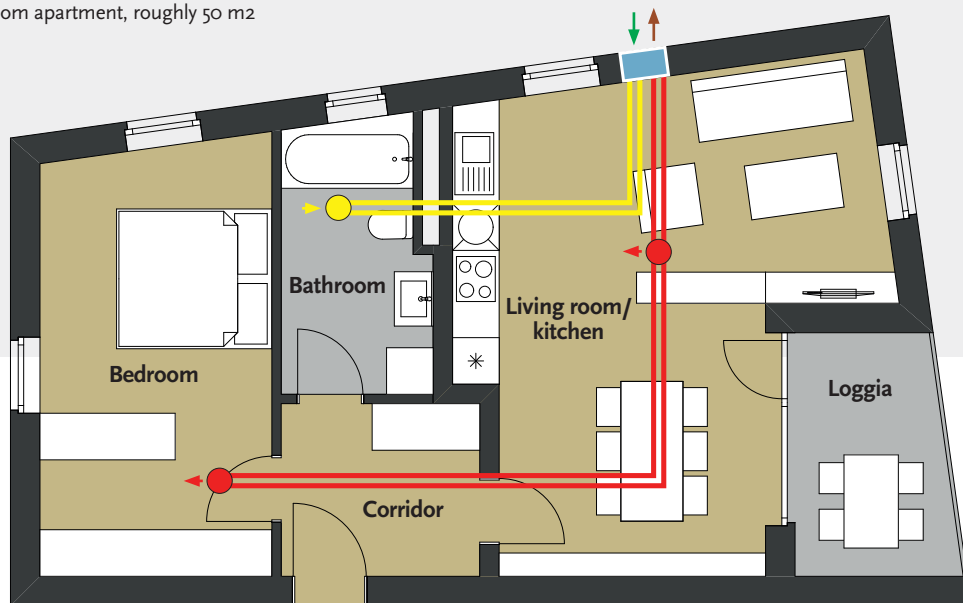 om apartment, roughly 50 m2
Bathroom
Living room/
kitchen
Bedroom
Loggia
Corridor